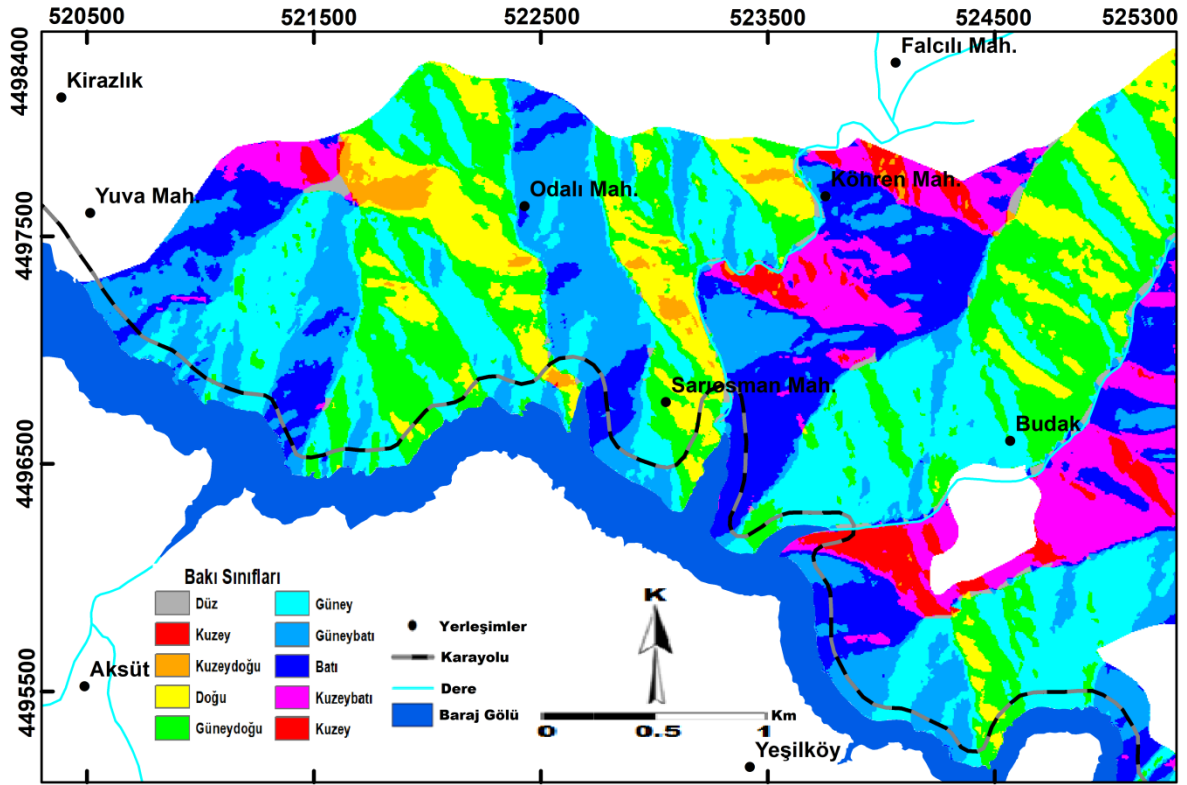 520500 521500 522500 523500 524500 525300
4498400
4497500
4496500
4495500
Falcılı Mah.
Kirazlık
Yuva Mah.
Odalı Mah.
Köhren Mah.
Sarıosman Mah.
Budak
Aksüt
Yeşilköy
Bakı Sınıfları
Düz
Kuzey
Kuzeydoğu
Doğu
Güneydoğu
Güney
Güneybatı
Batı
Kuzeybatı
Kuzey
Yerleşimler
Karayolu
Dere
Baraj Gölü
K
Km
0 0.5 1